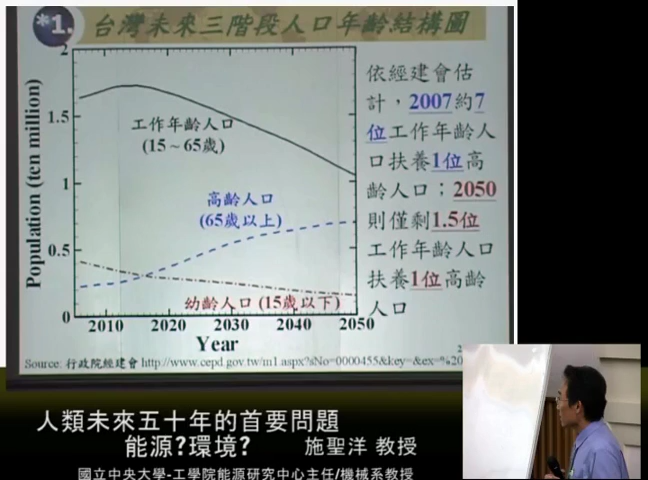 *1. 台灣未來三階段人口年齡結構圖
2
1.5
1
0.5
0
Population (ten million)
工作年齡人口
(15～65歲)
高齡人口
(65歲以上)
幼齡人口 (15歲以下)
2010 2020 2030 2040 2050
Year
依經建會估
計，2007約7
位工作年齡人
口扶養1位高
齡人口；2050
則僅剩1.5位
工作年齡人口
扶養1位高齡
人口
Source: 行政院經建會 http://www.cepd.gov.tw/m1.aspx?sNo=0000455&key=&ex=%20
人類未來五十年的首要問題
能源?環境? 施聖洋 教授
國立中央大學-工學院能源研究中心主任/機械系教授